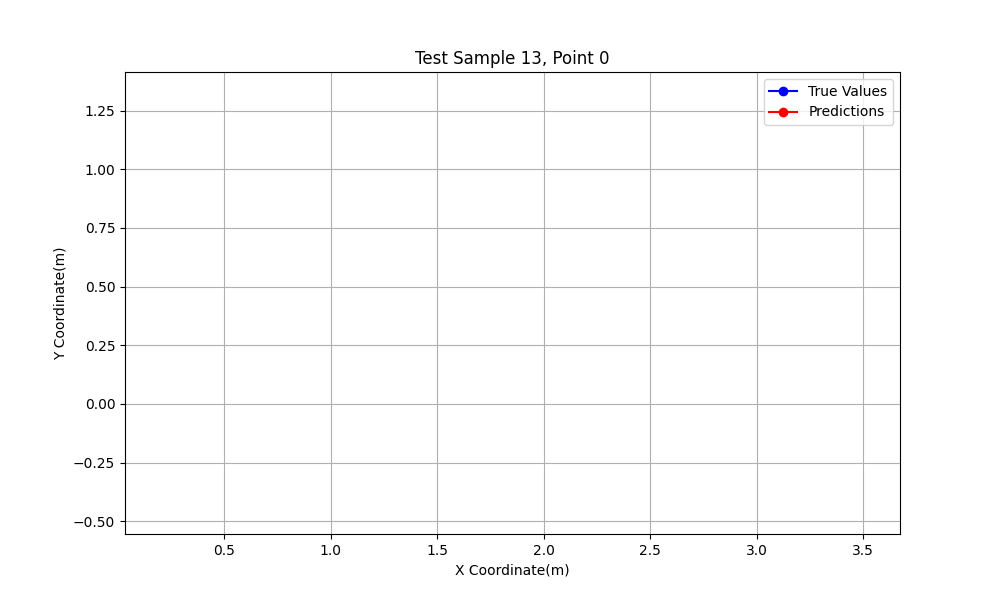 Test Sample 13, Point 0
True Values
Predictions
1.25
1.00
0.75
0.50
0.25
0.00
−0.25
−0.50
Y Coordinate(m)
0.5 1.0 1.5 2.0 2.5 3.0 3.5
X Coordinate(m)